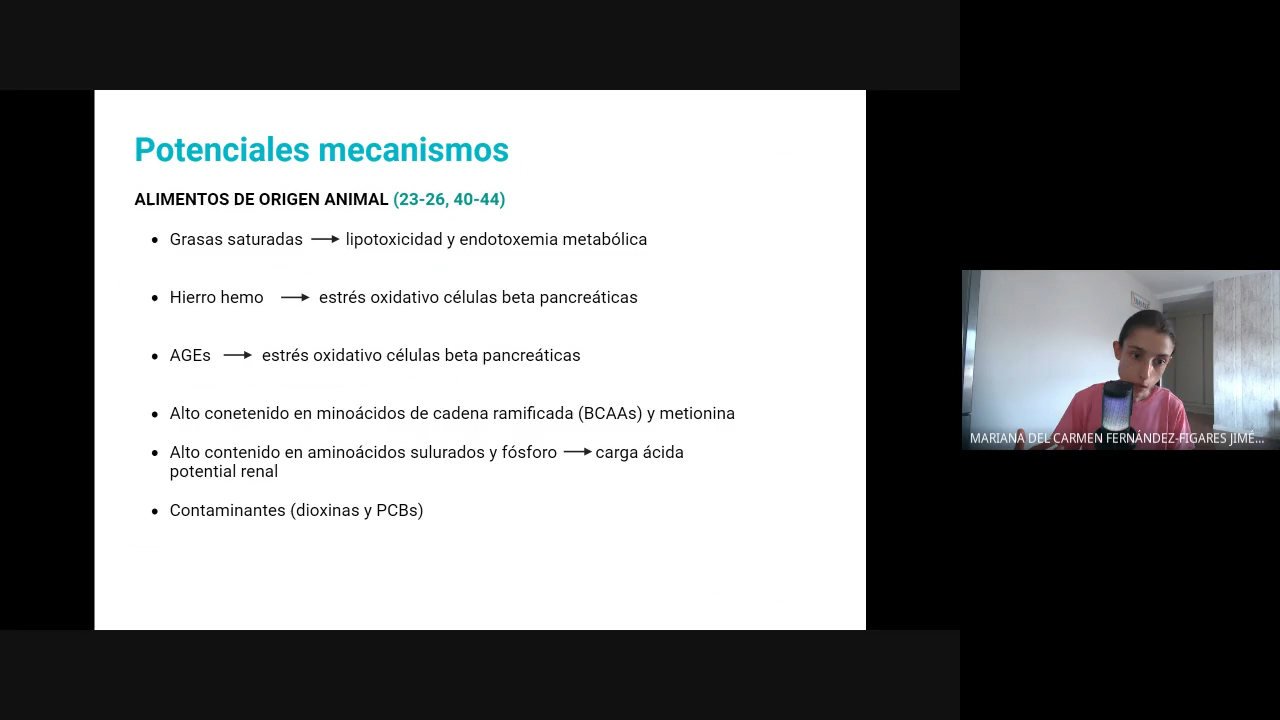 Potenciales mecanismos
ALIMENTOS DE ORIGEN ANIMAL (23-26, 40-44)
• Grasas saturadas → lipotoxicidad y endotoxemia metabólica
• Hierro hemo → estrés oxidativo células beta pancreáticas
• AGEs → estrés oxidativo células beta pancreáticas
• Alto conetenido en minoácidos de cadena ramificada (BCAAs) y metionina
• Alto contenido en aminoácidos sulurados y fósforo → carga ácida
potential renal
• Contaminantes (dioxinas y PCBs)
MARIANA DEL CARMEN FERNÁNDEZ-FIGARES JIMÉ...